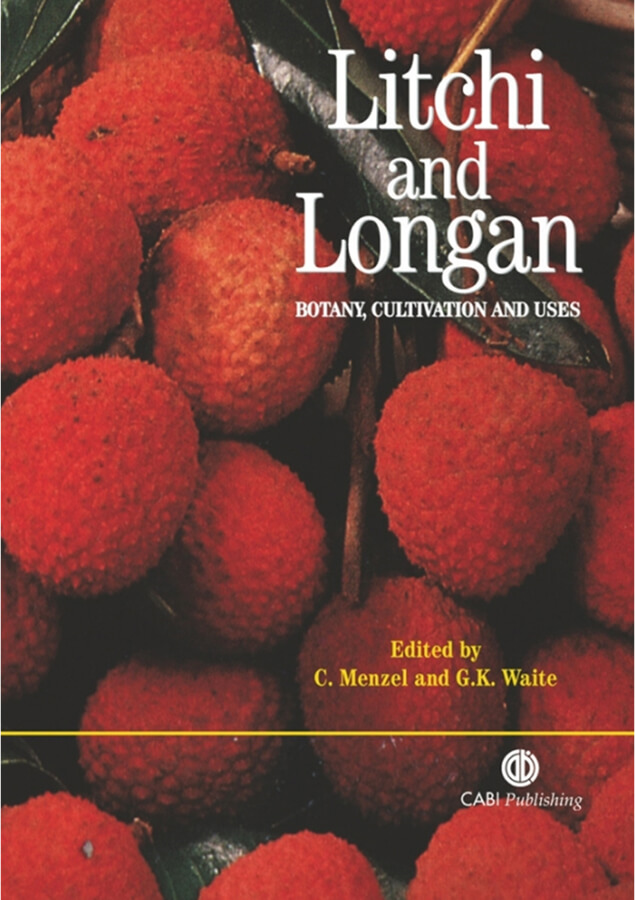 Litchi
and
Longan
BOTANY, CULTIVATION AND USES
Edited by
C. Menzel and G.K. Waite
CABI Publishing